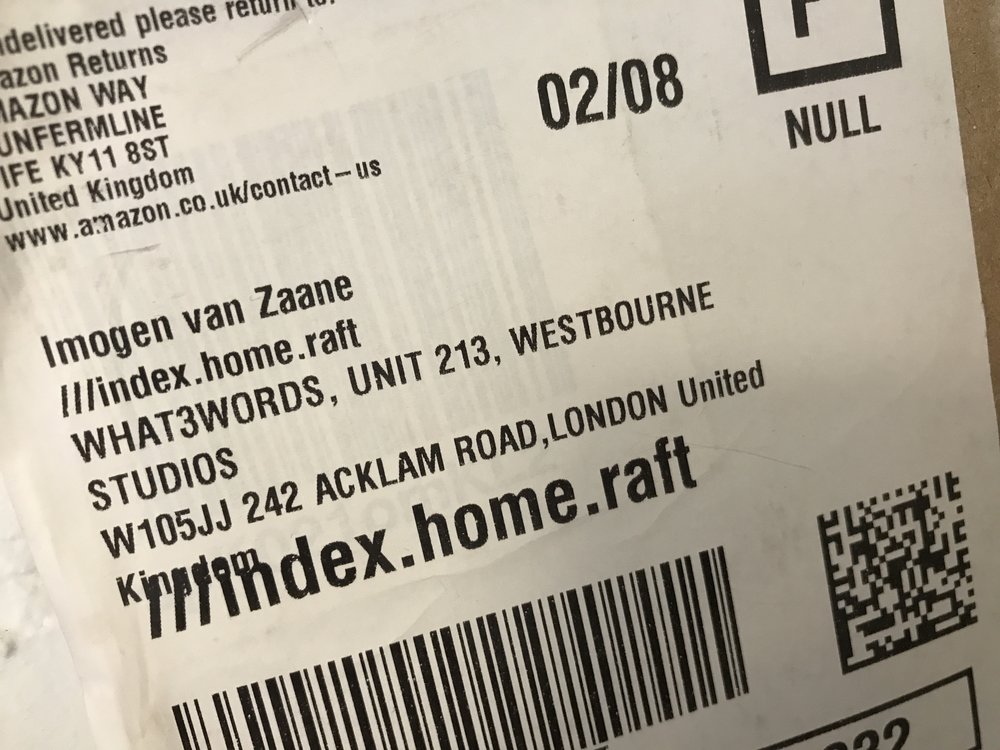 ndelivered please return to:
azon Returns
MAZON WAY
UNFERMLINE
IFE KY11 8ST
United Kingdom
www.amazon.co.uk/contact-us
02/08
NULL
Imogen van Zaane
///index.home.raft
WHAT3WORDS, UNIT 213, WESTBOURNE
STUDIOS
W105JJ 242 ACKLAM ROAD,LONDON United
Kingdom
///index.home.raft